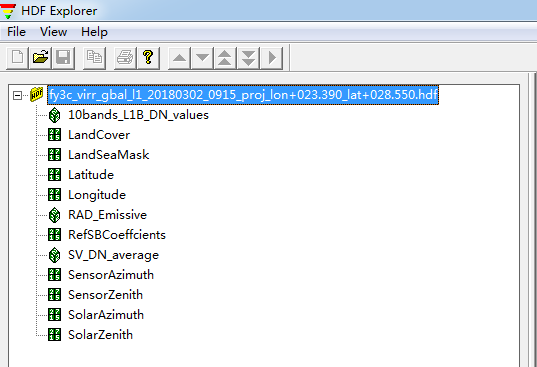 HDF Explorer
File View Help
HDF fy3c_virr_gbal_l1_20180302_0915_proj_lon+023.390_lat+028.550.hdf
10bands_L1B_DN_values
LandCover
LandSeaMask
Latitude
Longitude
RAD_Emissive
RefSBCoeffcients
SV_DN_average
SensorAzimuth
SensorZenith
SolarAzimuth
SolarZenith